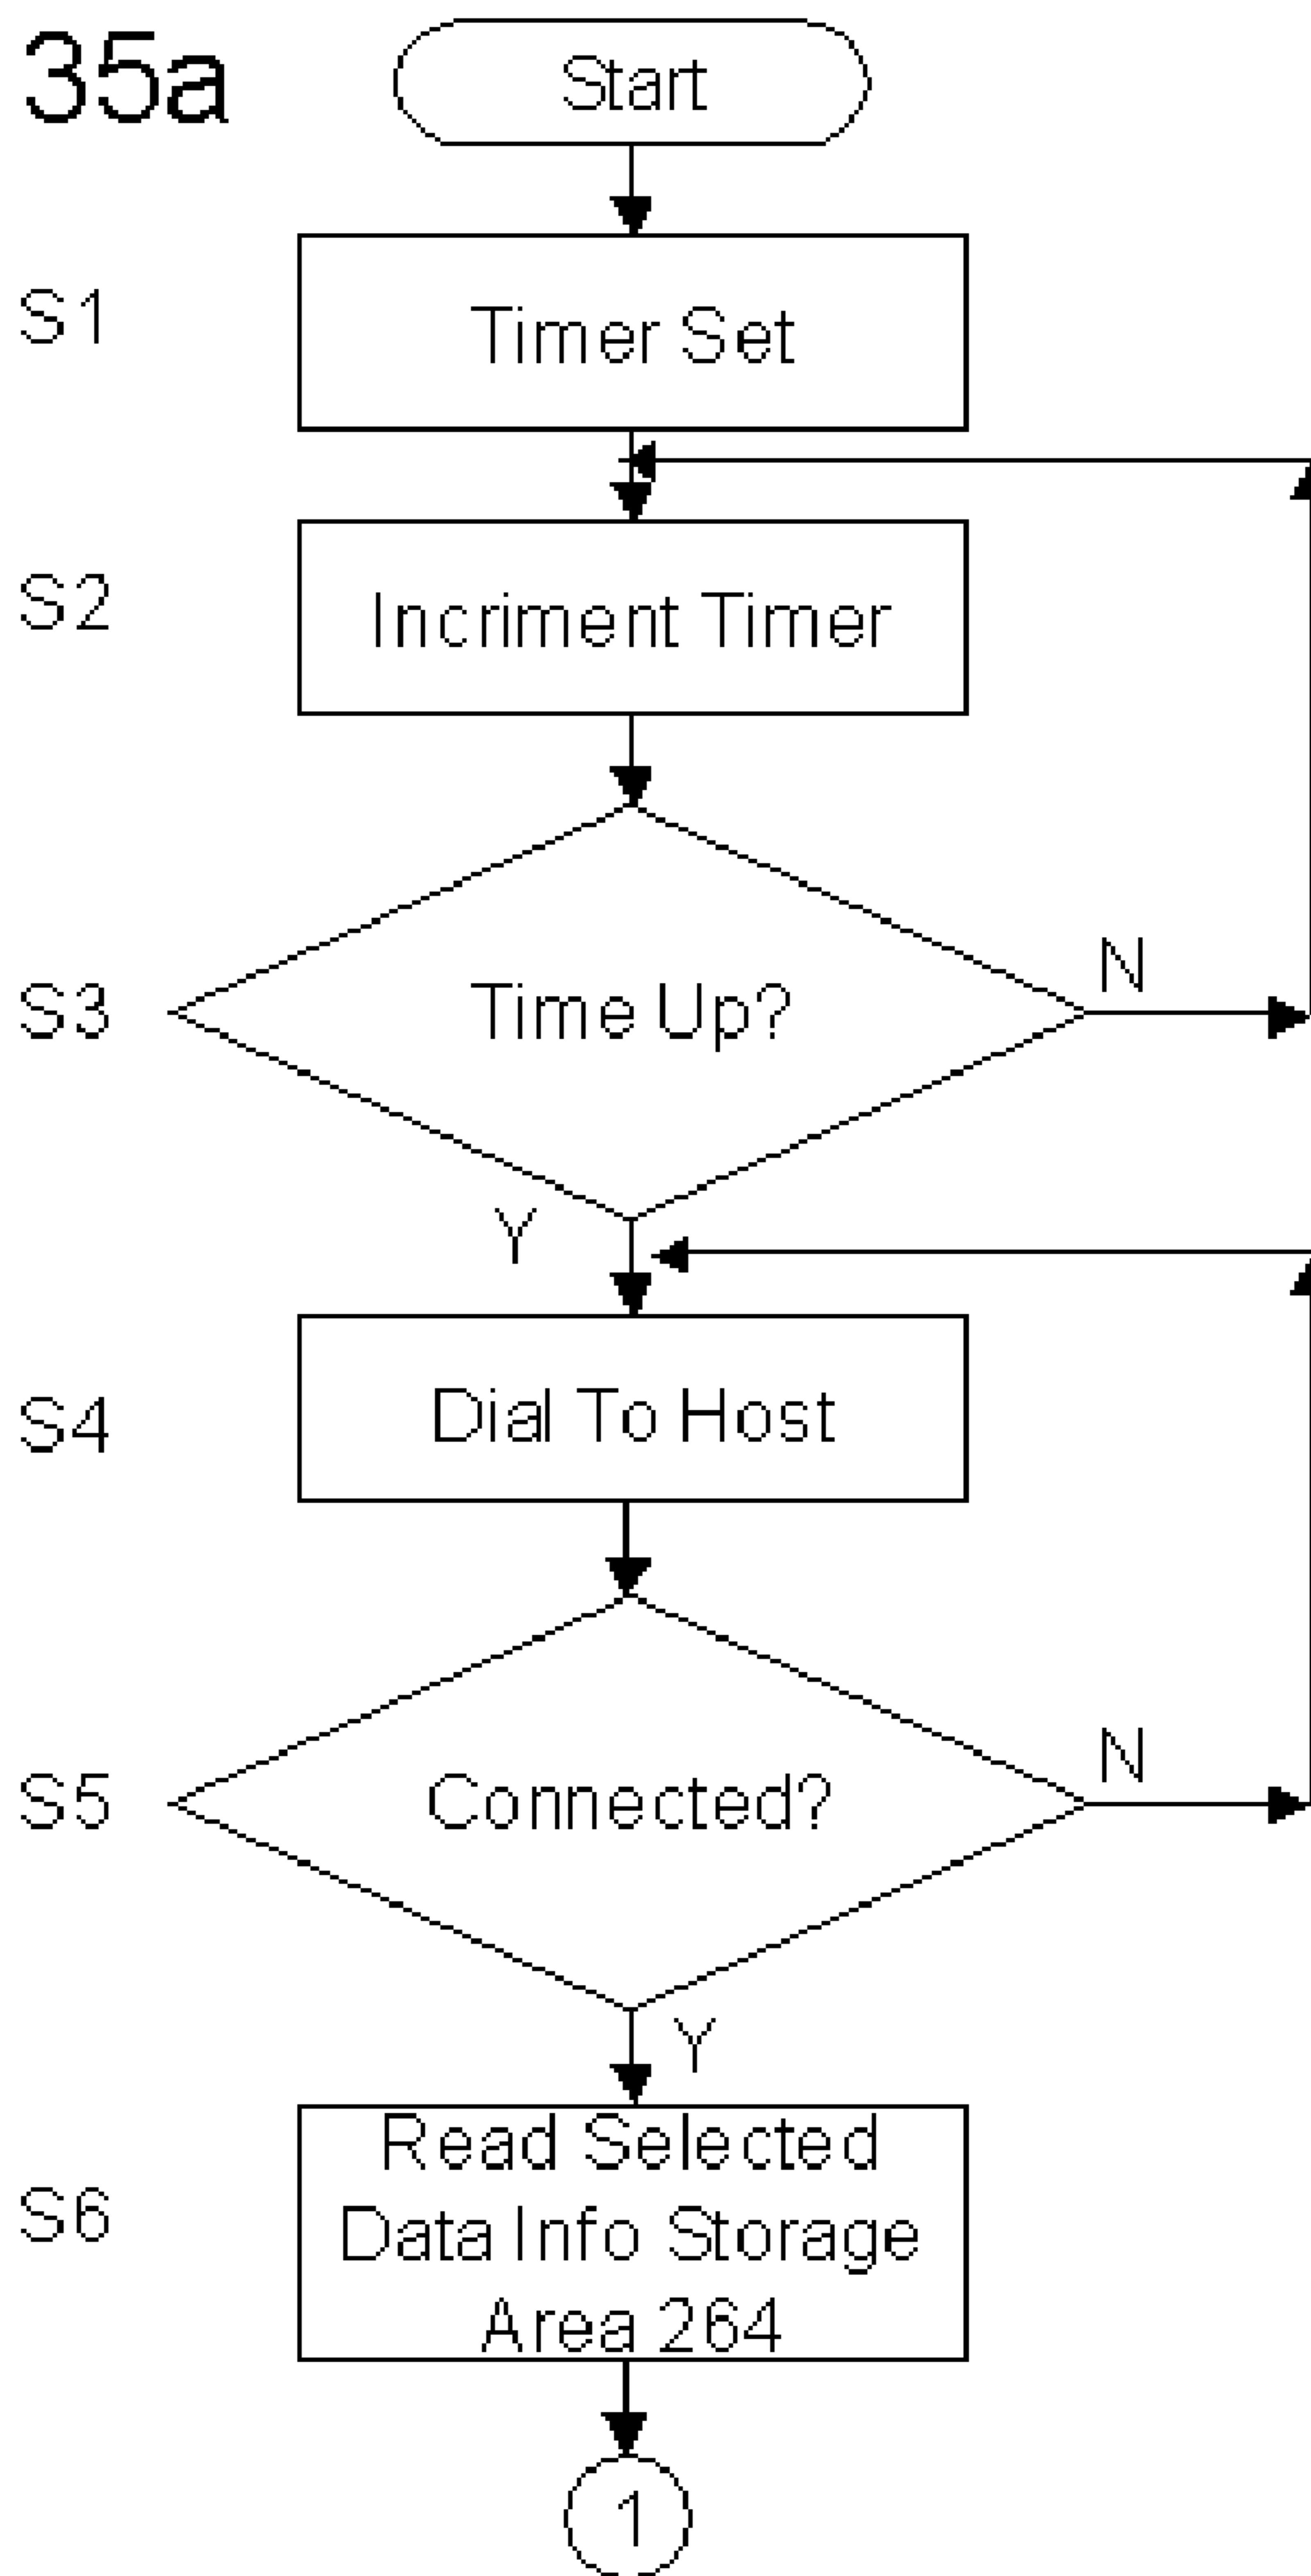 35a
Start
S1
Timer Set
S2
Incriment Timer
S3
Time Up?
N
Y
S4
Dial To Host
S5
Connected?
N
Y
S6
Read Selected
Data Info Storage
Area 264
1